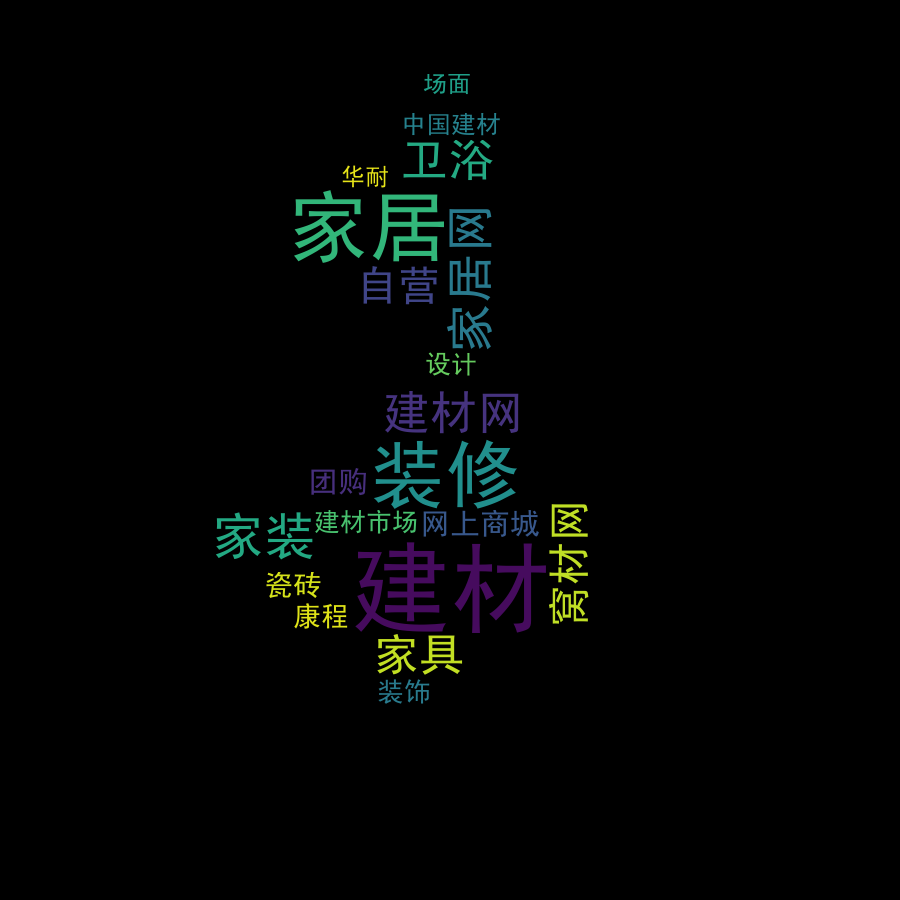 场面
中国建材
卫浴
华耐
家居
家居网
自营
设计
建材网
装修
团购
建材市场
网上商城
家装
窝材网
建材
瓷砖
康程
家具
装饰